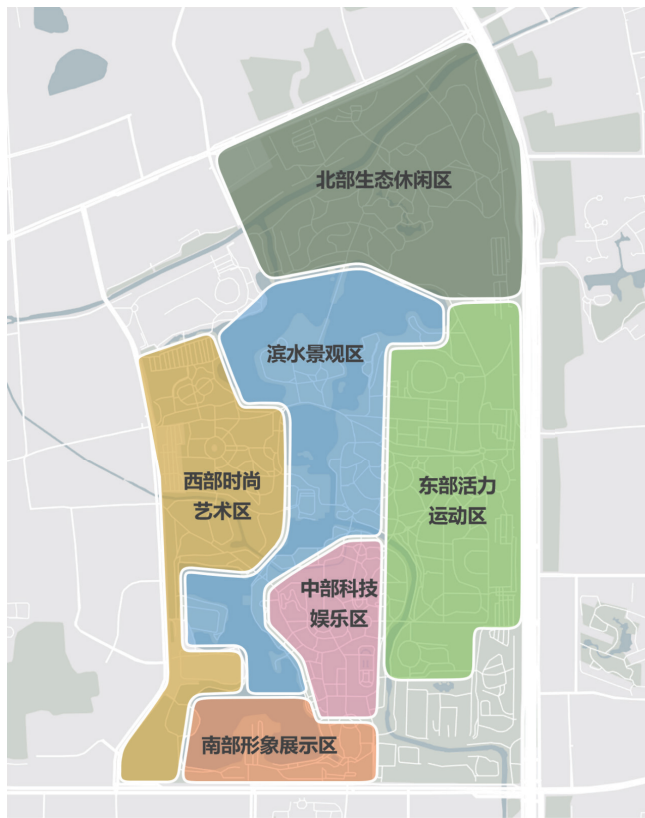 北部生态休闲区
滨水景观区
西部时尚
艺术区
东部活力
运动区
中部科技
娱乐区
南部形象展示区